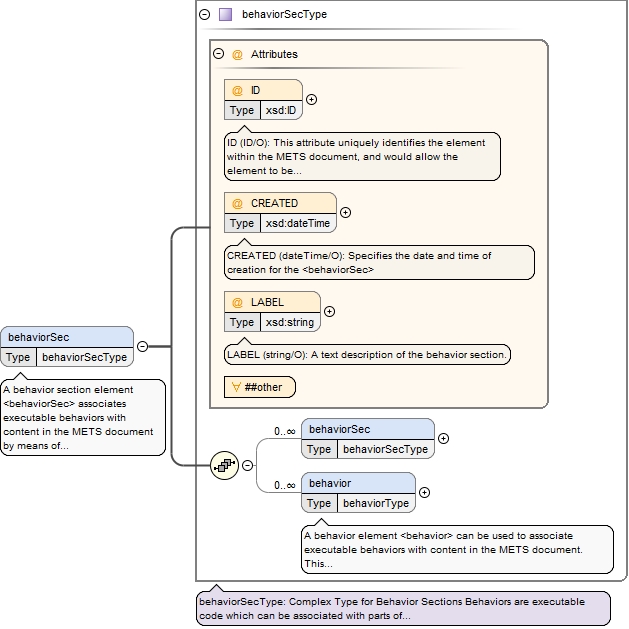 behaviorSecType
Attributes
@ ID
Type xsd:ID
ID (ID/O): This attribute uniquely identifies the element
within the METS document, and would allow the
element to be...
@ CREATED
Type xsd:dateTime
CREATED (dateTime/O): Specifies the date and time of
creation for the <behaviorSec>
@ LABEL
Type xsd:string
LABEL (string/O): A text description of the behavior section.
##other
behaviorSec
Type behaviorSecType
A behavior section element
<behaviorSec> associates
executable behaviors with
content in the METS document
by means of...
0..∞
behaviorSec
Type behaviorSecType
0..∞
behavior
Type behaviorType
A behavior element <behavior> can be used to associate
executable behaviors with content in the METS document.
This...
behaviorSecType: Complex Type for Behavior Sections Behaviors are executable
code which can be associated with parts of...